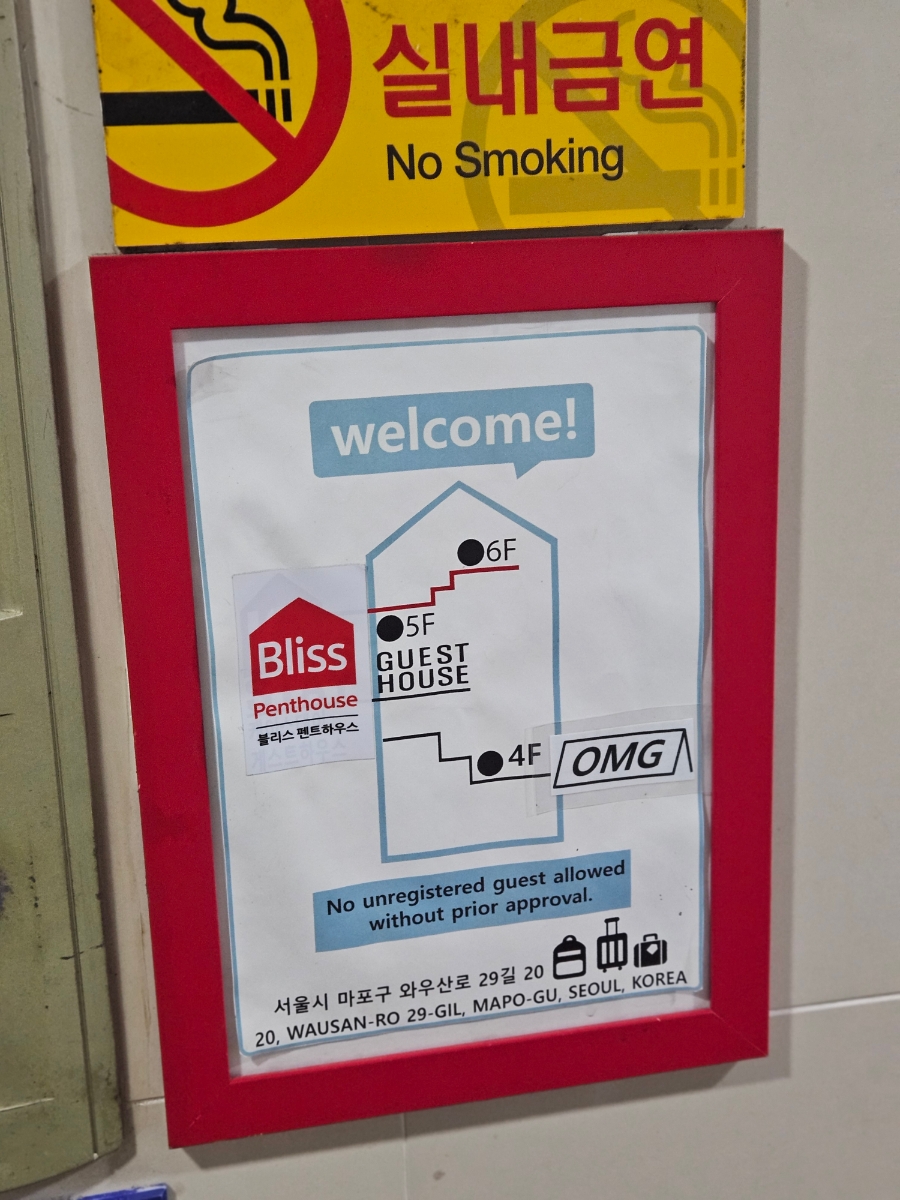 실내금연
No Smoking
welcome!
6F
5F
GUEST
HOUSE
Bliss
Penthouse
블리스 펜트하우스
4F
OMG
No unregistered guest allowed
without prior approval.
서울시 마포구 와우산로 29길 20
20, WAUSAN-RO 29-GIL, MAPO-GU, SEOUL, KOREA